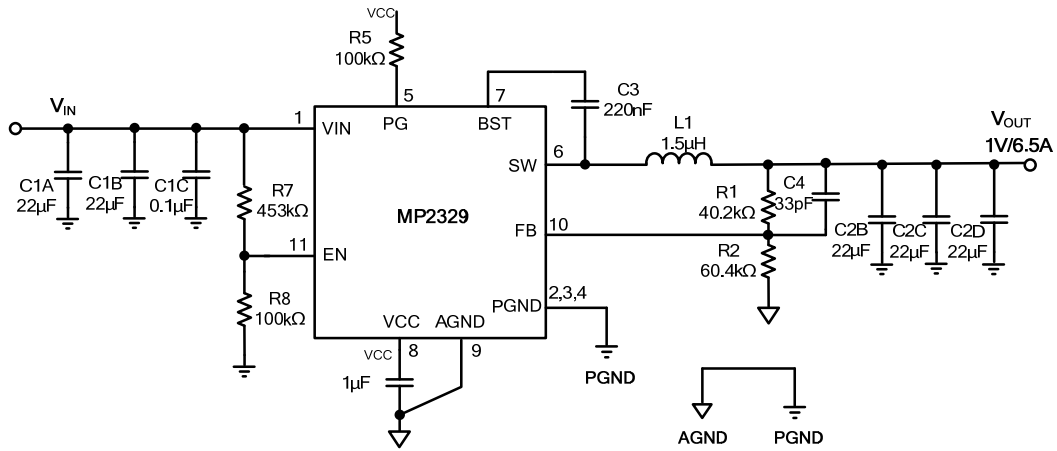 VCC
R5
100kΩ
5
7
C3
220nF
VIN
1
VIN
PG
BST
L1
1.5µH
VOUT
1V/6.5A
6
SW
C1A
22µF
C1B
22µF
C1C
0.1µF
R7
453kΩ
MP2329
R1
40.2kΩ
C4
33pF
FB
10
C2B
22µF
C2C
22µF
C2D
22µF
11
EN
R2
60.4kΩ
R8
100kΩ
2,3,4
PGND
VCC
AGND
VCC
8
9
1µF
PGND
AGND
PGND